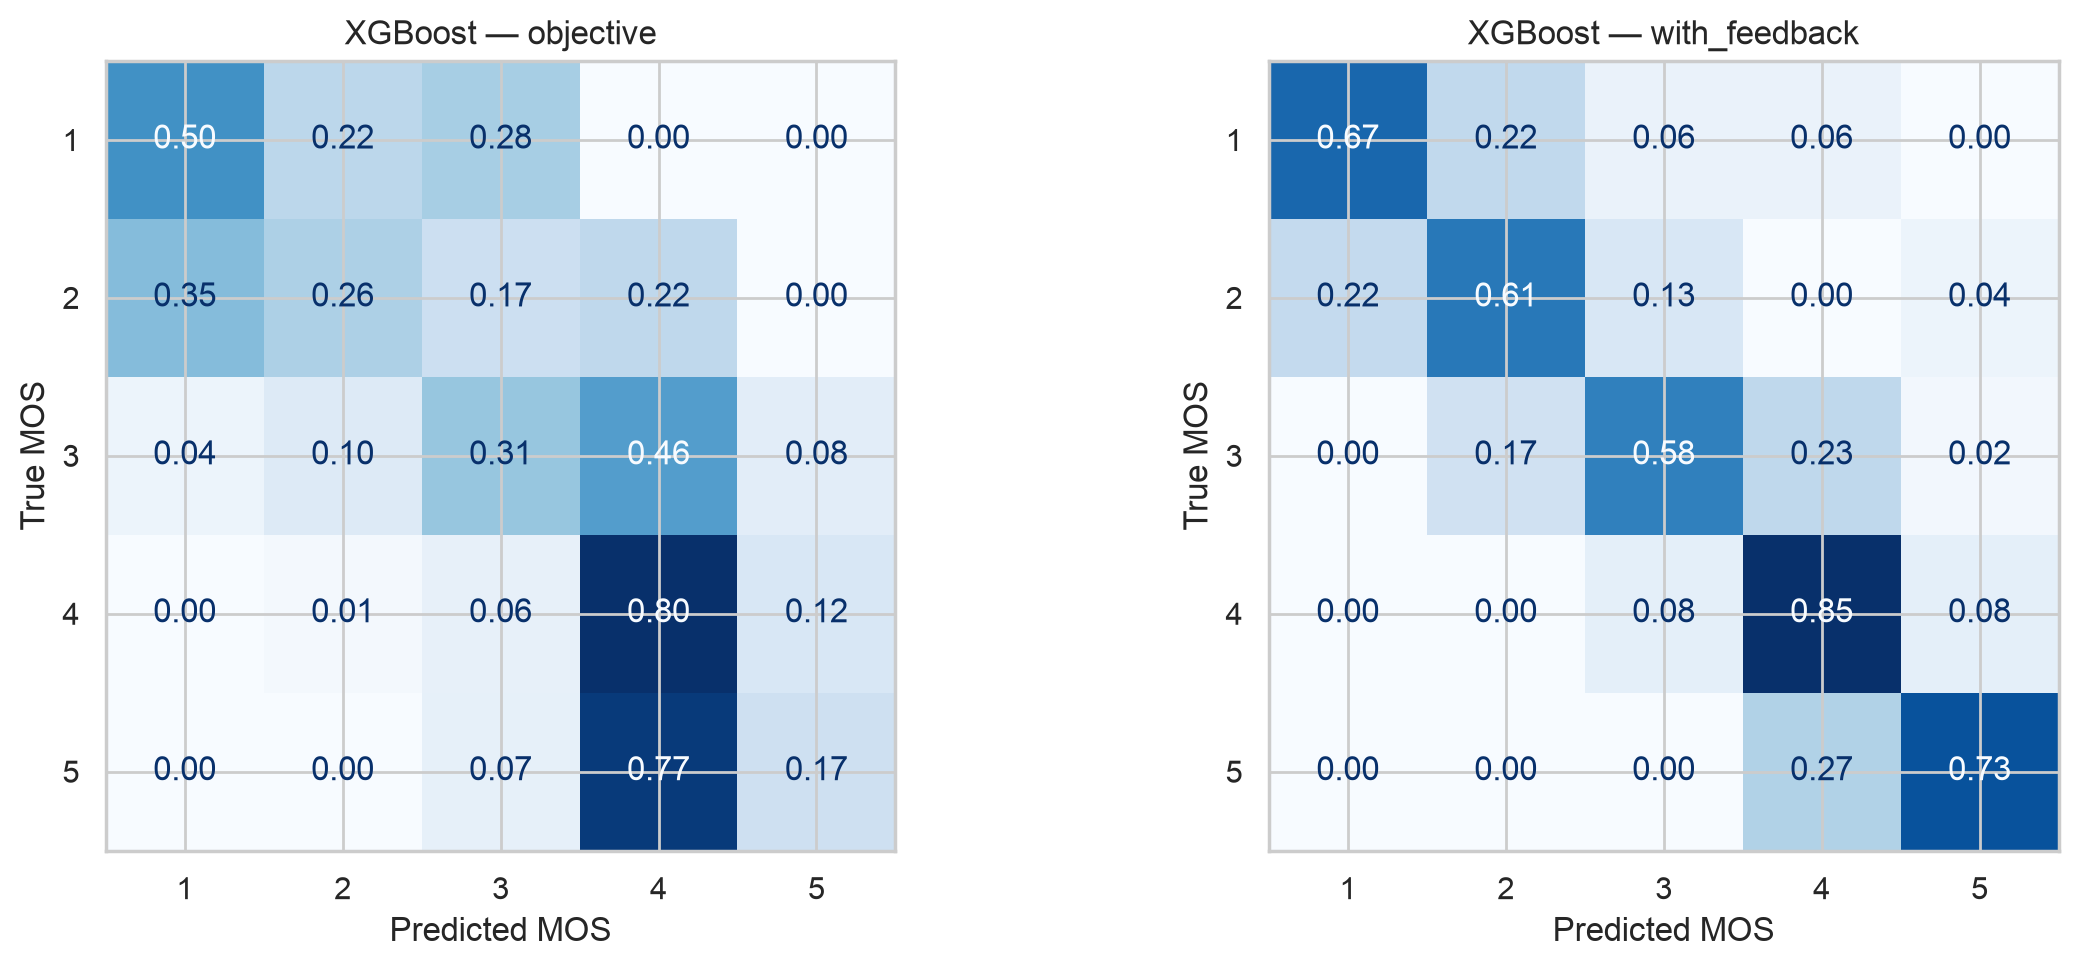 XGBoost — objective
1 0.50 0.22 0.28 0.00 0.00
2 0.35 0.26 0.17 0.22 0.00
3 0.04 0.10 0.31 0.46 0.08
4 0.00 0.01 0.06 0.80 0.12
5 0.00 0.00 0.07 0.77 0.17
True MOS
1 2 3 4 5
Predicted MOS
XGBoost — with_feedback
1 0.67 0.22 0.06 0.06 0.00
2 0.22 0.61 0.13 0.00 0.04
3 0.00 0.17 0.58 0.23 0.02
4 0.00 0.00 0.08 0.85 0.08
5 0.00 0.00 0.00 0.27 0.73
True MOS
1 2 3 4 5
Predicted MOS